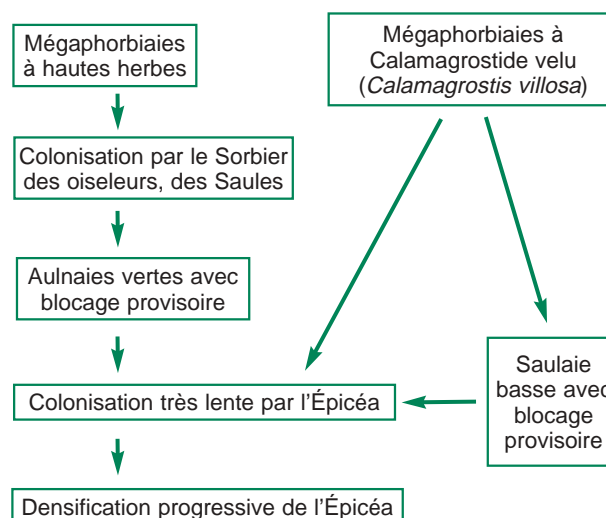 Mégaphorbiaies
à hautes herbes
Mégaphorbiaies à
Calamagrostide velu
(Calamagrostis villosa)
Colonisation par le Sorbier
des oiseleurs, des Saules
Aulnaies vertes avec
blocage provisoire
Colonisation très lente par l'Épicéa
Saulaie
basse avec
blocage
provisoire
Densification progressive de l'Épicéa